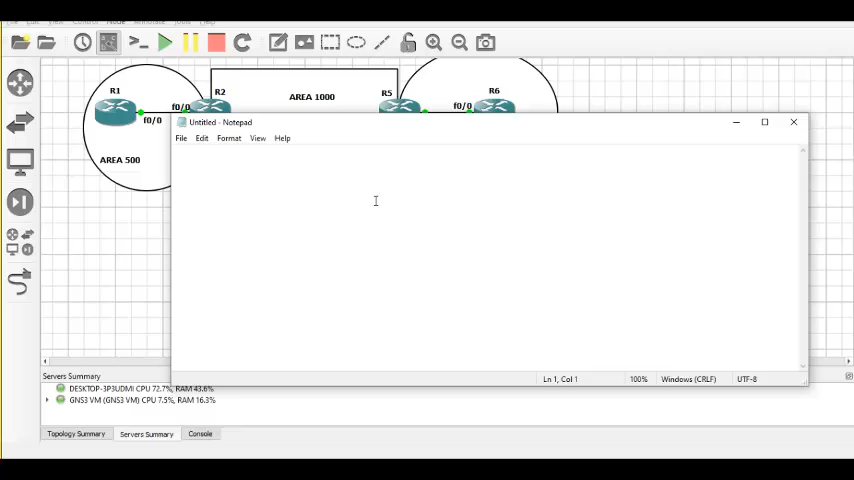 R1
R2
AREA 1000
R5
R6
f0/0
f0/0
f0/0
AREA 500
Untitled - Notepad
File Edit Format View Help
Ln 1, Col 1 100% Windows (CRLF) UTF-8
Servers Summary
DESKTOP-3P3UDMI CPU 72.7%, RAM 43.6%
GNS3 VM (GNS3 VM) CPU 7.5%, RAM 16.3%
Topology Summary Servers Summary Console